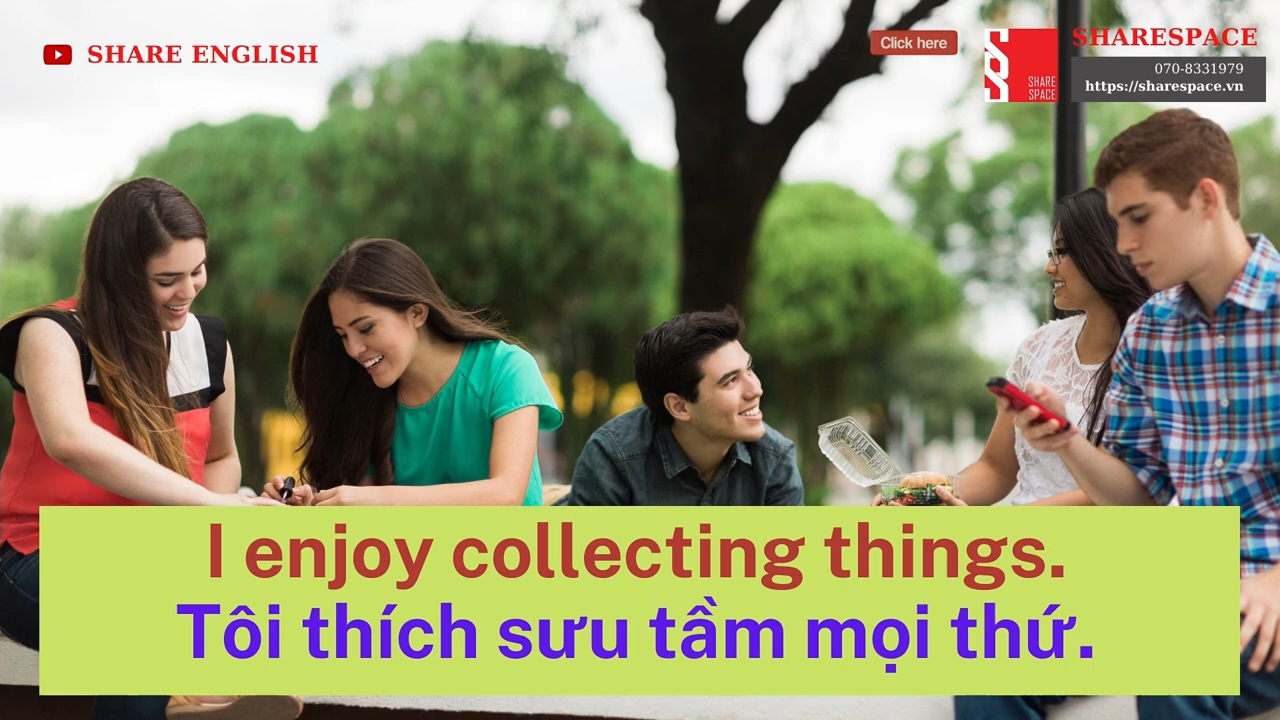 SHARE ENGLISH
Click here
SHARE
SPACE
SHARESPACE
070-8331979
https://sharespace.vn
I enjoy collecting things.
Tôi thích sưu tầm mọi thứ.